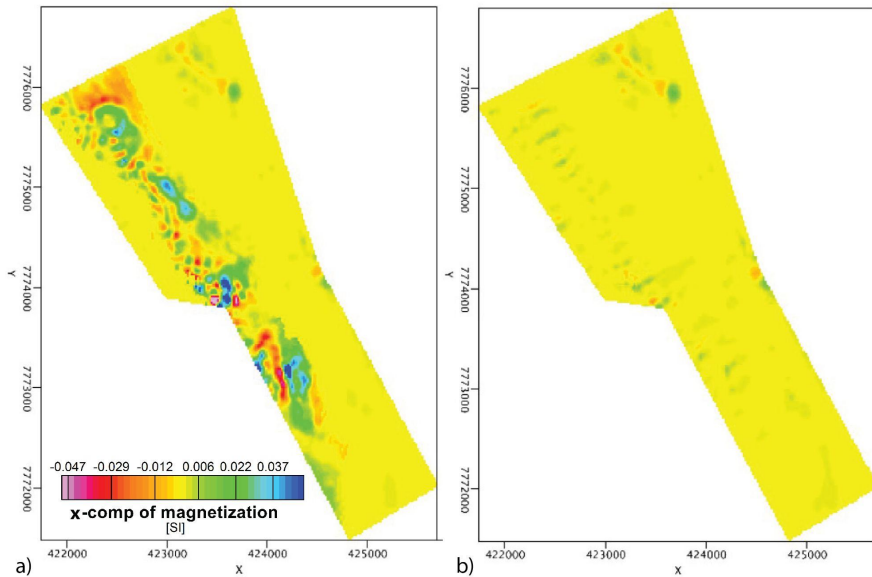 7776000
7775000
7774000
7773000
7772000
Y
-0.047 -0.029 -0.012 0.006 0.022 0.037
x-comp of magnetization
[SI]
422000 423000 424000 425000
X
a)
7776000
7775000
7774000
7773000
7772000
Y
422000 423000 424000 425000
X
b)